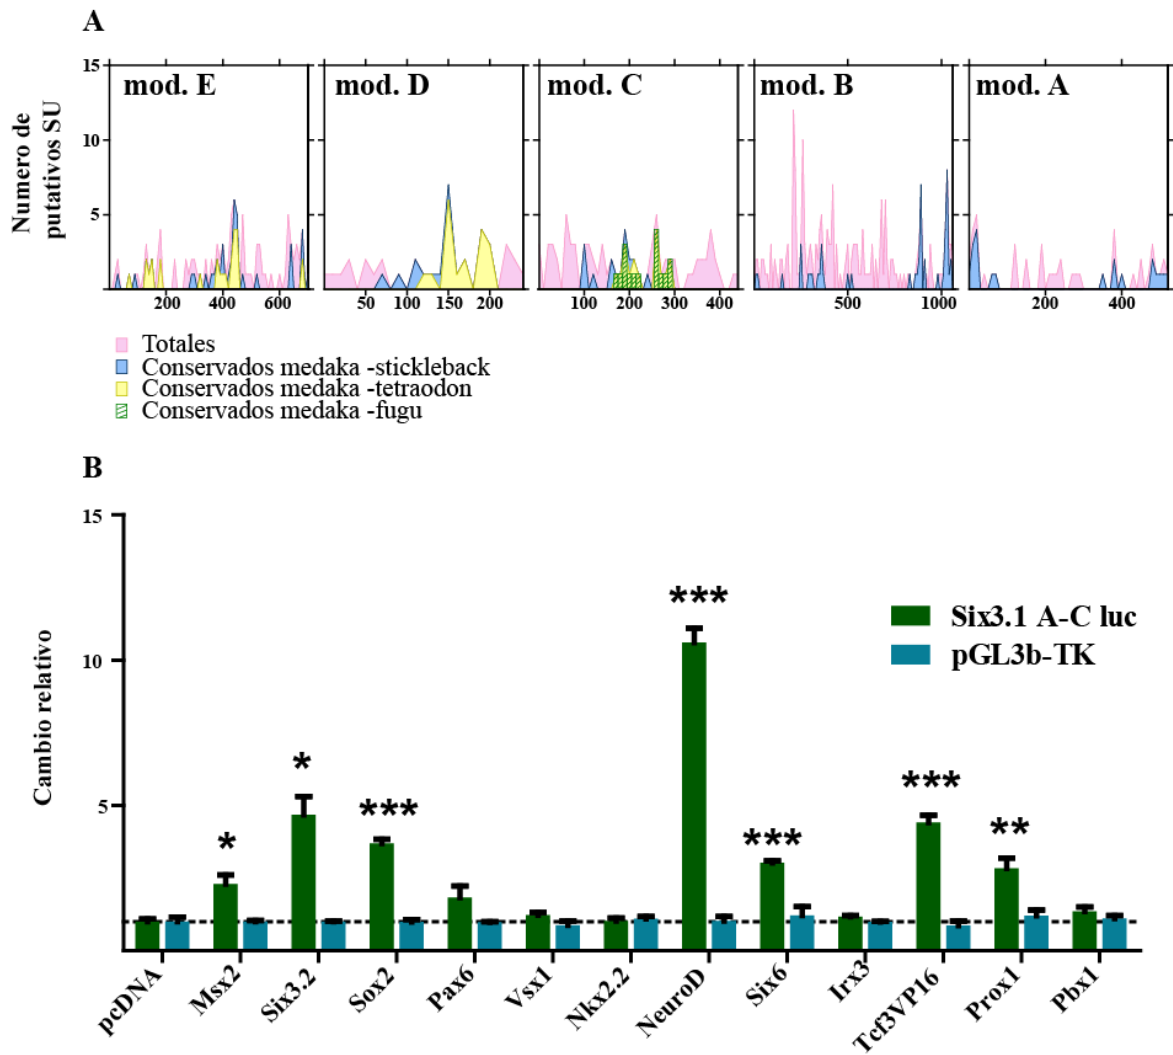 A
mod. E
mod. D
mod. C
mod. B
mod. A
Numero de
putativos SU
15
10
5
200 400 600
50 100 150 200
100 200 300 400
500 1000
200 400
Totales
Conservados medaka -stickleback
Conservados medaka -tetraodon
Conservados medaka -fugu
B
Cambio relativo
15
10
5
* * *** *** *** *** **
Six3.1 A-C luc
pGL3b-TK
pcDNA
Msx2
Six3.2
Sox2
Pax6
Vsx1
Nkx2.2
NeuroD
Six6
Irx3
Tcf3VP16
Prox1
Pbx1